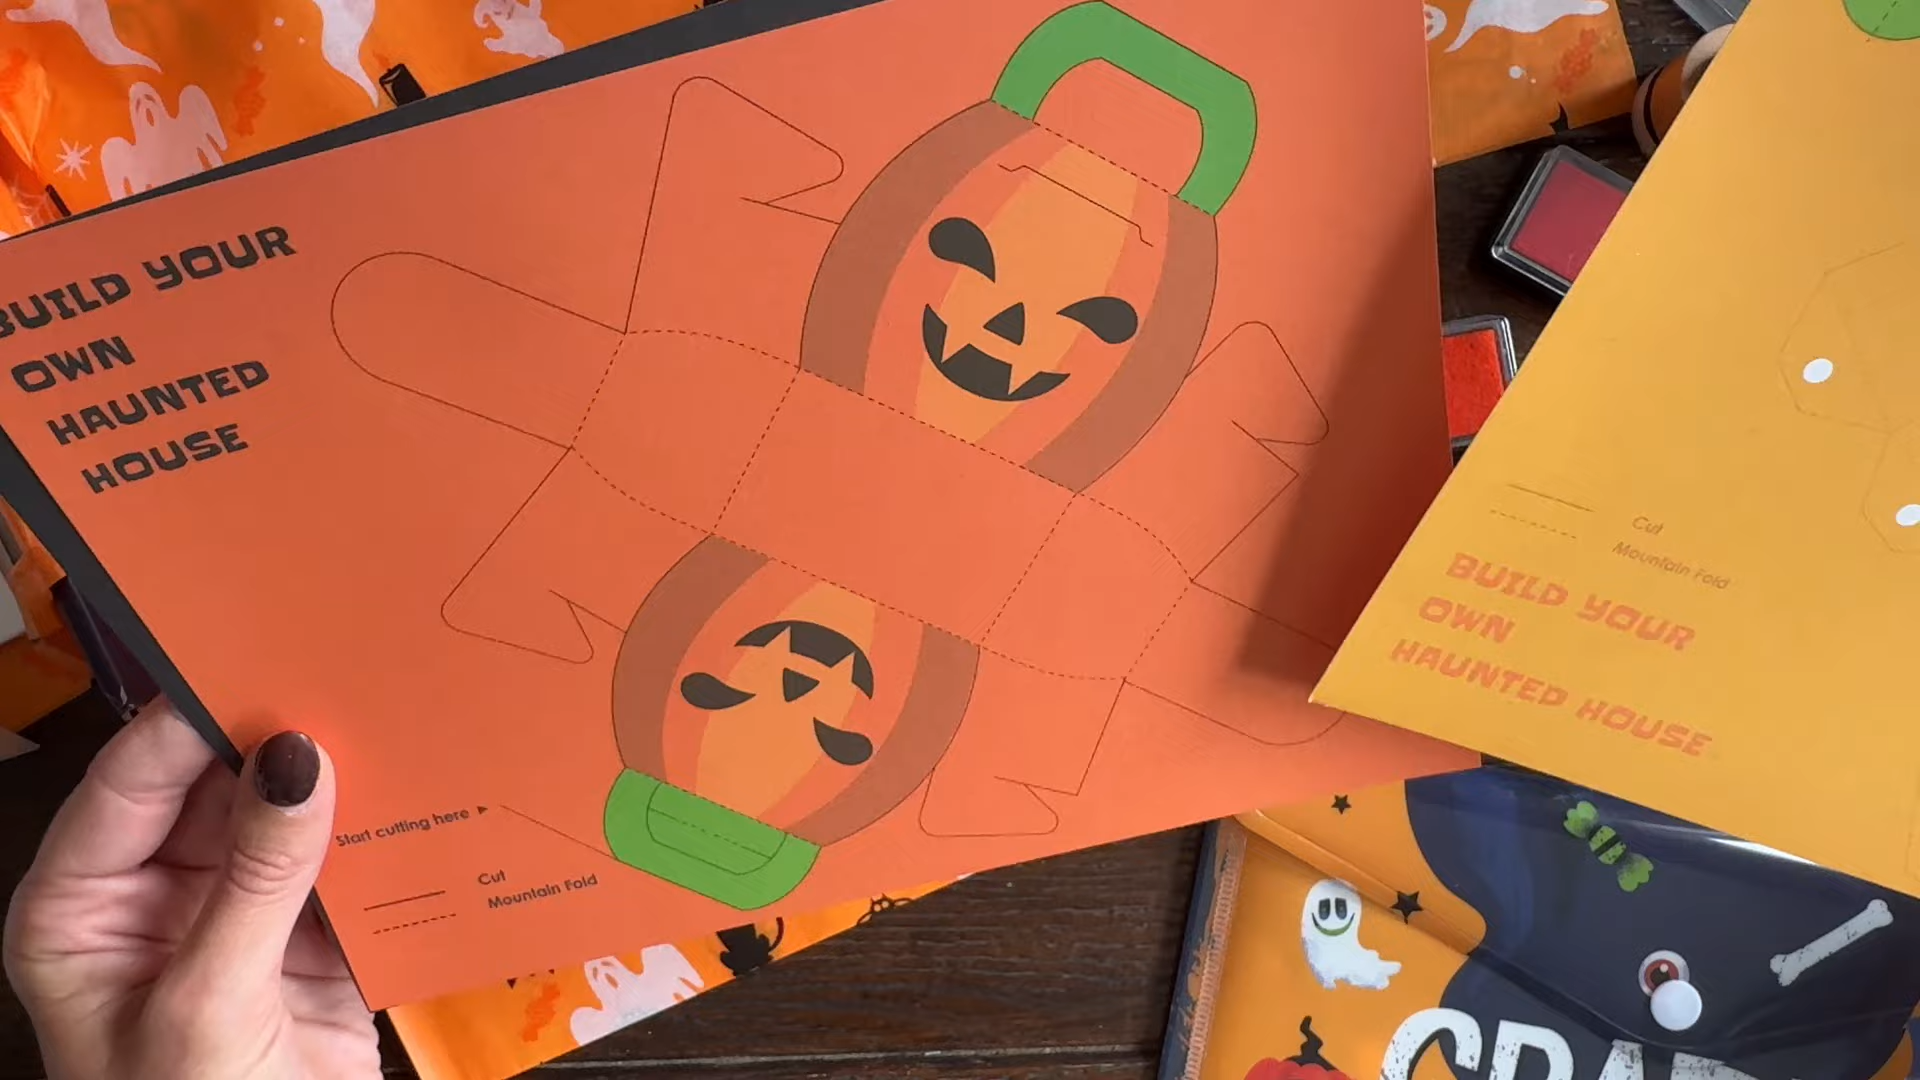 BUILD YOUR
OWN
HAUNTED
HOUSE
Start cutting here
Cut
Mountain Fold
Cut
Mountain Fold
BUILD YOUR
OWN
HAUNTED HOUSE